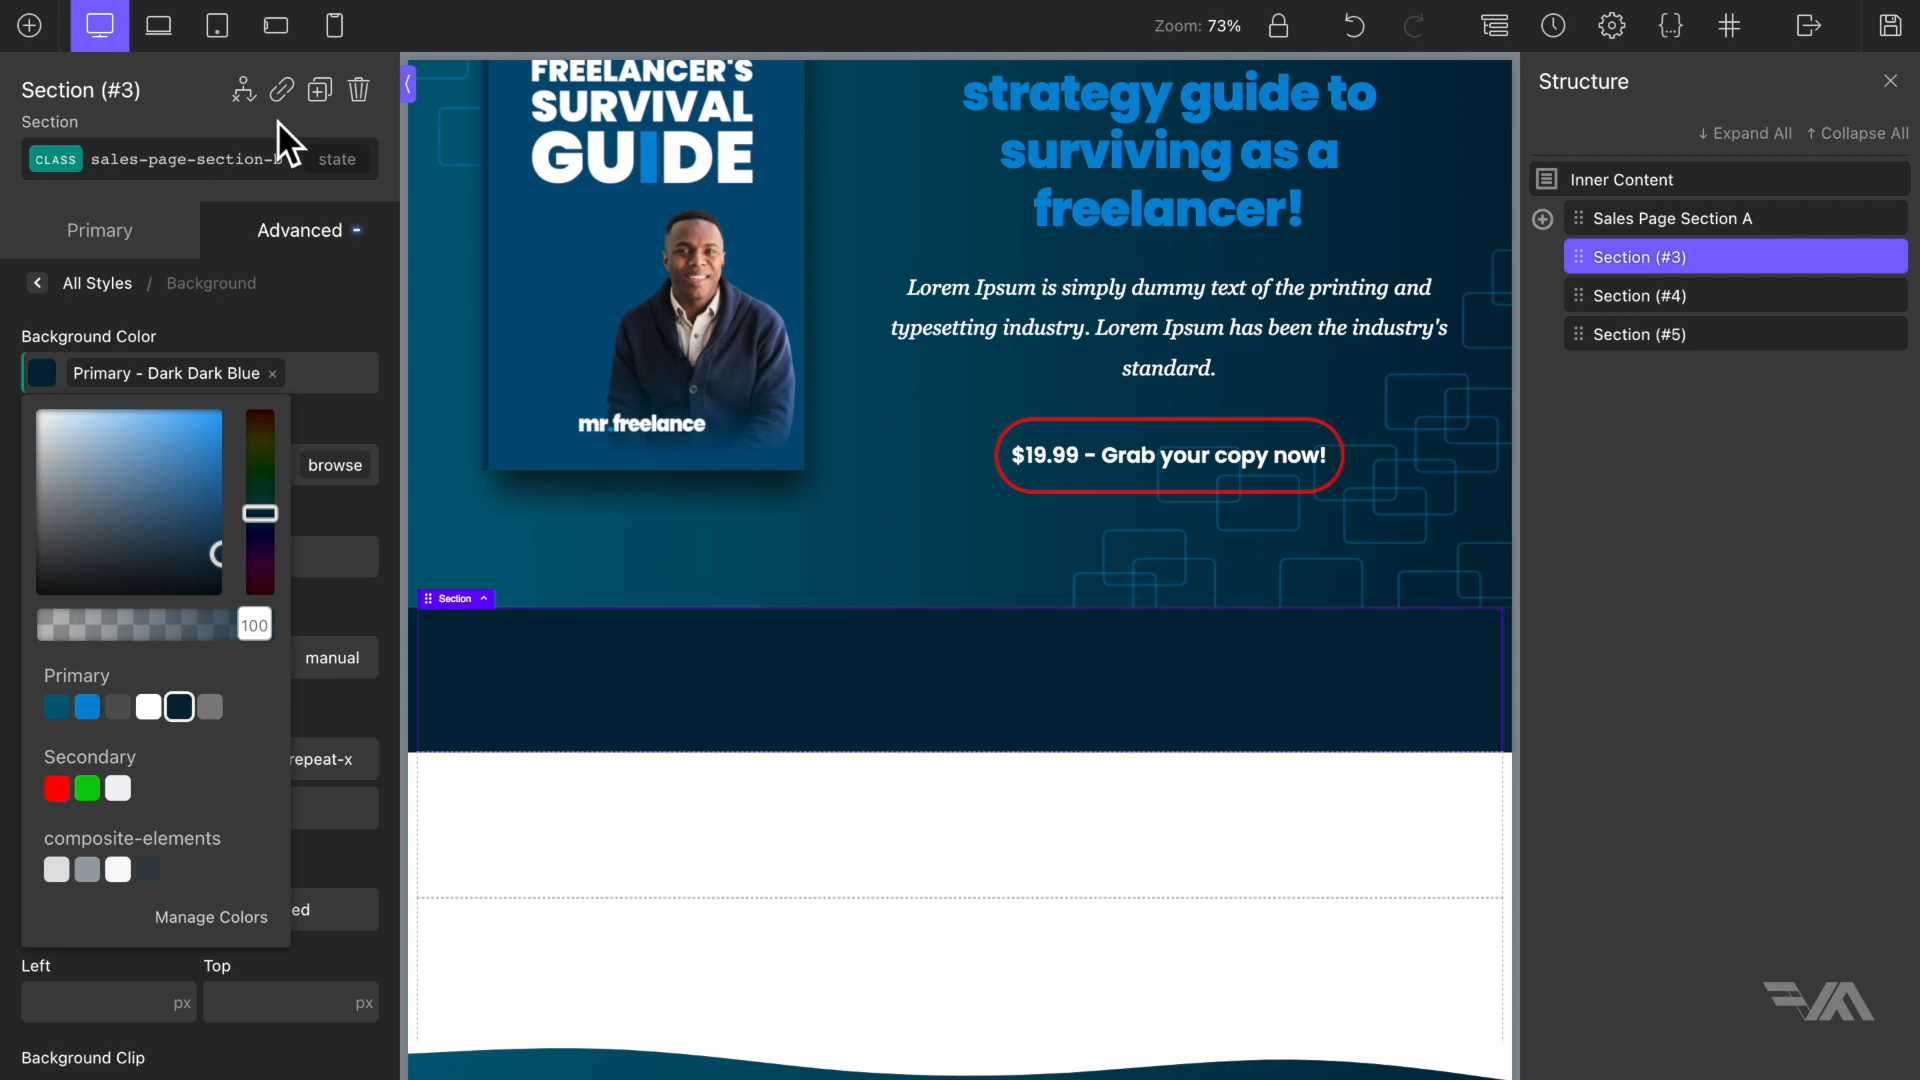 Zoom: 73%
Section (#3)
Section
CLASS
sales-page-section-
state
Primary
Advanced
All Styles / Background
Background Color
Primary - Dark Dark Blue ×
browse
100
manual
Primary
repeat-x
Secondary
composite-elements
Manage Colors
ed
Left
Top
px
px
Background Clip
FREELANCER'S
SURVIVAL
GUIDE
mr.freelance
strategy guide to
surviving as a
freelancer!
Lorem Ipsum is simply dummy text of the printing and
typesetting industry. Lorem Ipsum has been the industry's
standard.
$19.99 - Grab your copy now!
Section
Structure
↓ Expand All
↑ Collapse All
Inner Content
Sales Page Section A
Section (#3)
Section (#4)
Section (#5)